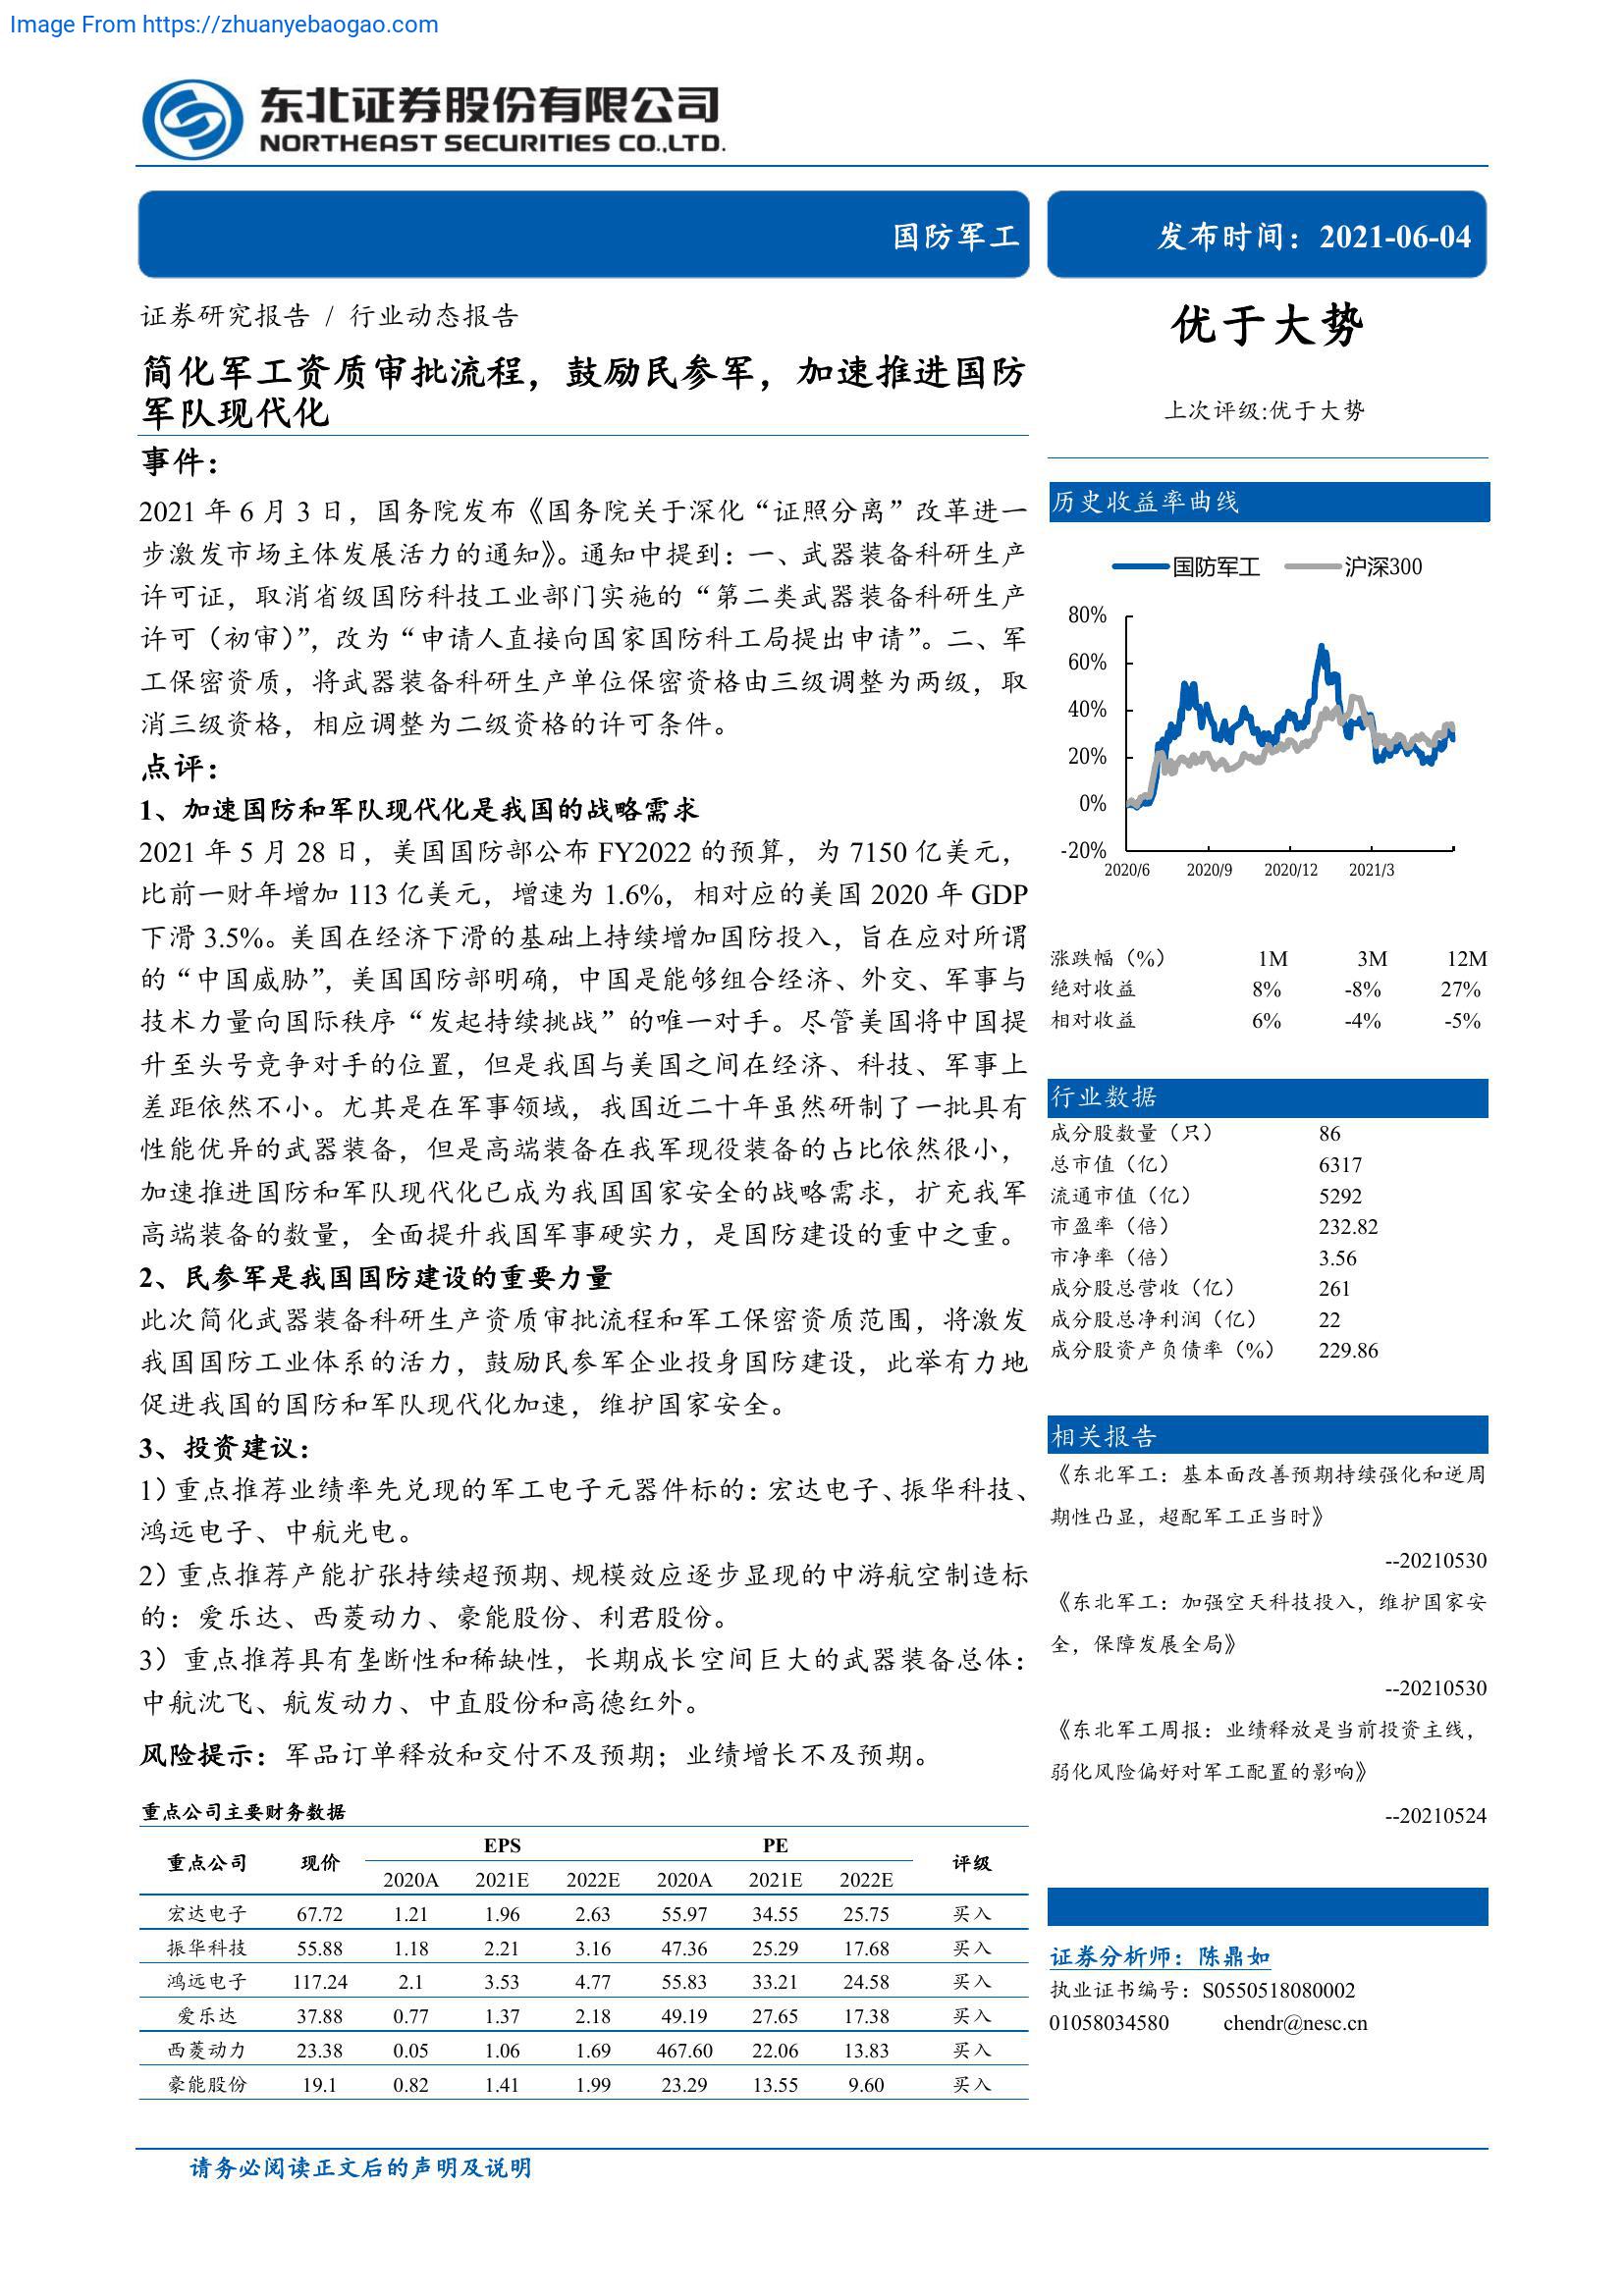 Image From https://zhuanyebaogao.com
东北证券股份有限公司
NORTHEAST SECURITIES CO.,LTD.
国防军工
发布时间：2021-06-04
证券研究报告 / 行业动态报告
简化军工资质审批流程，鼓励民参军，加速推进国防
军队现代化
事件：
2021 年 6 月 3 日，国务院发布《国务院关于深化“证照分离”改革进一
步激发市场主体发展活力的通知》。通知中提到：一、武器装备科研生产
许可证，取消省级国防科技工业部门实施的“第二类武器装备科研生产
许可（初审）”，改为“申请人直接向国家国防科工局提出申请”。二、军
工保密资质，将武器装备科研生产单位保密资格由三级调整为两级，取
消三级资格，相应调整为二级资格的许可条件。
点评：
1、加速国防和军队现代化是我国的战略需求
2021 年 5 月 28 日，美国国防部公布 FY2022 的预算，为 7150 亿美元，
比前一财年增加 113 亿美元，增速为 1.6%，相对应的美国 2020 年 GDP
下滑 3.5%。美国在经济下滑的基础上持续增加国防投入，旨在应对所谓
的“中国威胁”，美国国防部明确，中国是能够组合经济、外交、军事与
技术力量向国际秩序“发起持续挑战”的唯一对手。尽管美国将中国提
升至头号竞争对手的位置，但是我国与美国之间在经济、科技、军事上
差距依然不小。尤其是在军事领域，我国近二十年虽然研制了一批具有
性能优异的武器装备，但是高端装备在我军现役装备的占比依然很小，
加速推进国防和军队现代化已成为我国国家安全的战略需求，扩充我军
高端装备的数量，全面提升我国军事硬实力，是国防建设的重中之重。
2、民参军是我国国防建设的重要力量
此次简化武器装备科研生产资质审批流程和军工保密资质范围，将激发
我国国防工业体系的活力，鼓励民参军企业投身国防建设，此举有力地
促进我国的国防和军队现代化加速，维护国家安全。
3、投资建议：
1）重点推荐业绩率先兑现的军工电子元器件标的：宏达电子、振华科技、
鸿远电子、中航光电。
2）重点推荐产能扩张持续超预期、规模效应逐步显现的中游航空制造标
的：爱乐达、西菱动力、豪能股份、利君股份。
3）重点推荐具有垄断性和稀缺性，长期成长空间巨大的武器装备总体：
中航沈飞、航发动力、中直股份和高德红外。
风险提示：军品订单释放和交付不及预期；业绩增长不及预期。
重点公司主要财务数据
重点公司 现价 EPS PE 评级
2020A 2021E 2022E 2020A 2021E 2022E
宏达电子 67.72 1.21 1.96 2.63 55.97 34.55 25.75 买入
振华科技 55.88 1.18 2.21 3.16 47.36 25.29 17.68 买入
鸿远电子 117.24 2.1 3.53 4.77 55.83 33.21 24.58 买入
爱乐达 37.88 0.77 1.37 2.18 49.19 27.65 17.38 买入
西菱动力 23.38 0.05 1.06 1.69 467.60 22.06 13.83 买入
豪能股份 19.1 0.82 1.41 1.99 23.29 13.55 9.60 买入
优于大势
上次评级:优于大势
历史收益率曲线
国防军工 沪深300
80%
60%
40%
20%
0%
-20%
2020/6 2020/9 2020/12 2021/3
涨跌幅（%） 1M 3M 12M
绝对收益 8% -8% 27%
相对收益 6% -4% -5%
行业数据
成分股数量（只） 86
总市值（亿） 6317
流通市值（亿） 5292
市盈率（倍） 232.82
市净率（倍） 3.56
成分股总营收（亿） 261
成分股总净利润（亿） 22
成分股资产负债率（%） 229.86
相关报告
《东北军工：基本面改善预期持续强化和逆周
期性凸显，超配军工正当时》
--20210530
《东北军工：加强空天科技投入，维护国家安
全，保障发展全局》
--20210530
《东北军工周报：业绩释放是当前投资主线，
弱化风险偏好对军工配置的影响》
--20210524
证券分析师：陈鼎如
执业证书编号：S0550518080002
01058034580 chendr@nesc.cn
请务必阅读正文后的声明及说明